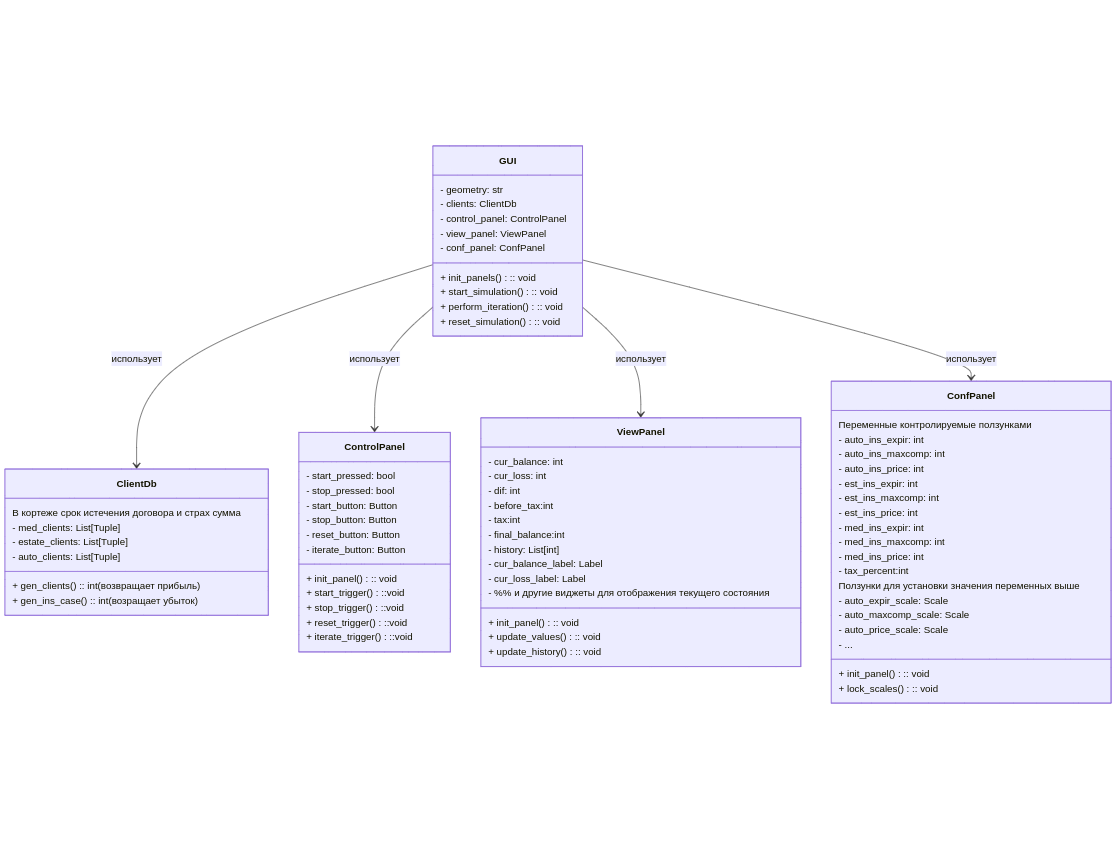 GUI
- geometry: str
- clients: ClientDb
- control_panel: ControlPanel
- view_panel: ViewPanel
- conf_panel: ConfPanel
+ init_panels() : :: void
+ start_simulation() : :: void
+ perform_iteration() : :: void
+ reset_simulation() : :: void
использует
использует
использует
использует
ClientDb
В кортеже срок истечения договора и страх сумма
- med_clients: List[Tuple]
- estate_clients: List[Tuple]
- auto_clients: List[Tuple]
+ gen_clients() :: int(возвращает прибыль)
+ gen_ins_case() :: int(возвращает убыток)
ControlPanel
- start_pressed: bool
- stop_pressed: bool
- start_button: Button
- stop_button: Button
- reset_button: Button
- iterate_button: Button
+ init_panel() : :: void
+ start_trigger() : ::void
+ stop_trigger() : ::void
+ reset_trigger() : ::void
+ iterate_trigger() : ::void
ViewPanel
- cur_balance: int
- cur_loss: int
- dif: int
- before_tax:int
- tax:int
- final_balance:int
- history: List[int]
- cur_balance_label: Label
- cur_loss_label: Label
- %% и другие виджеты для отображения текущего состояния
+ init_panel() : :: void
+ update_values() : :: void
+ update_history() : :: void
ConfPanel
Переменные контролируемые ползунками
- auto_ins_expir: int
- auto_ins_maxcomp: int
- auto_ins_price: int
- est_ins_expir: int
- est_ins_maxcomp: int
- est_ins_price: int
- med_ins_expir: int
- med_ins_maxcomp: int
- med_ins_price: int
- tax_percent:int
Ползунки для установки значения переменных выше
- auto_expir_scale: Scale
- auto_maxcomp_scale: Scale
- auto_price_scale: Scale
- ...
+ init_panel() : :: void
+ lock_scales() : :: void